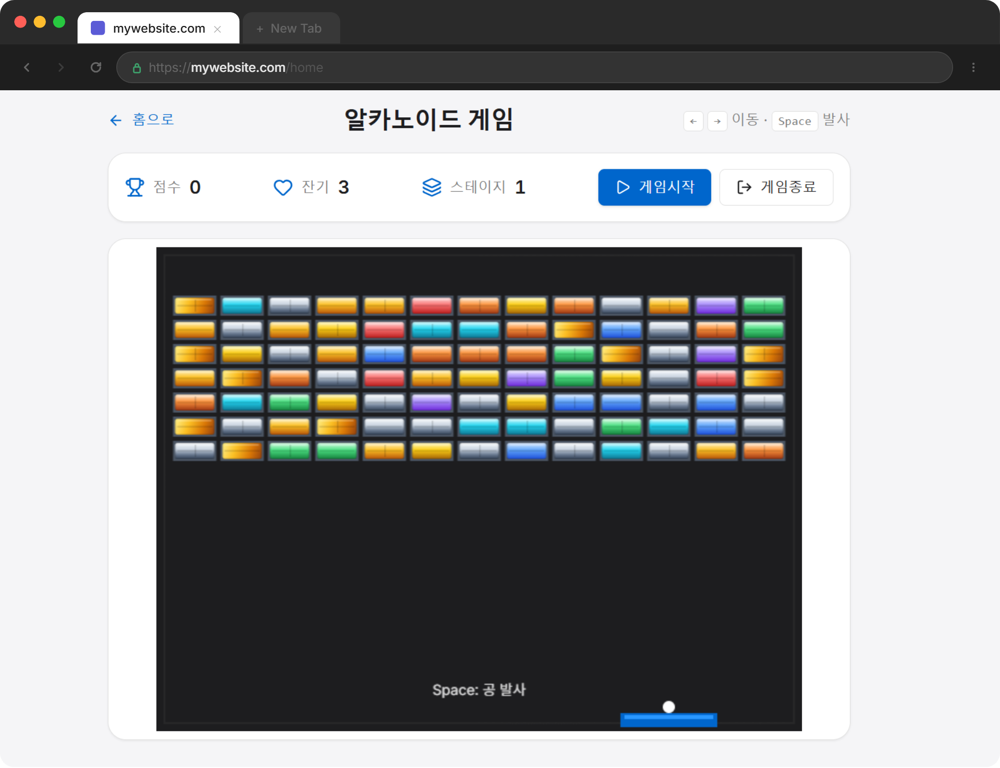 mywebsite.com
+ New Tab
https://mywebsite.com/home
← 홈으로
알카노이드 게임
← → 이동 · Space 발사
점수 0
잔기 3
스테이지 1
게임시작
게임종료
Space: 공 발사